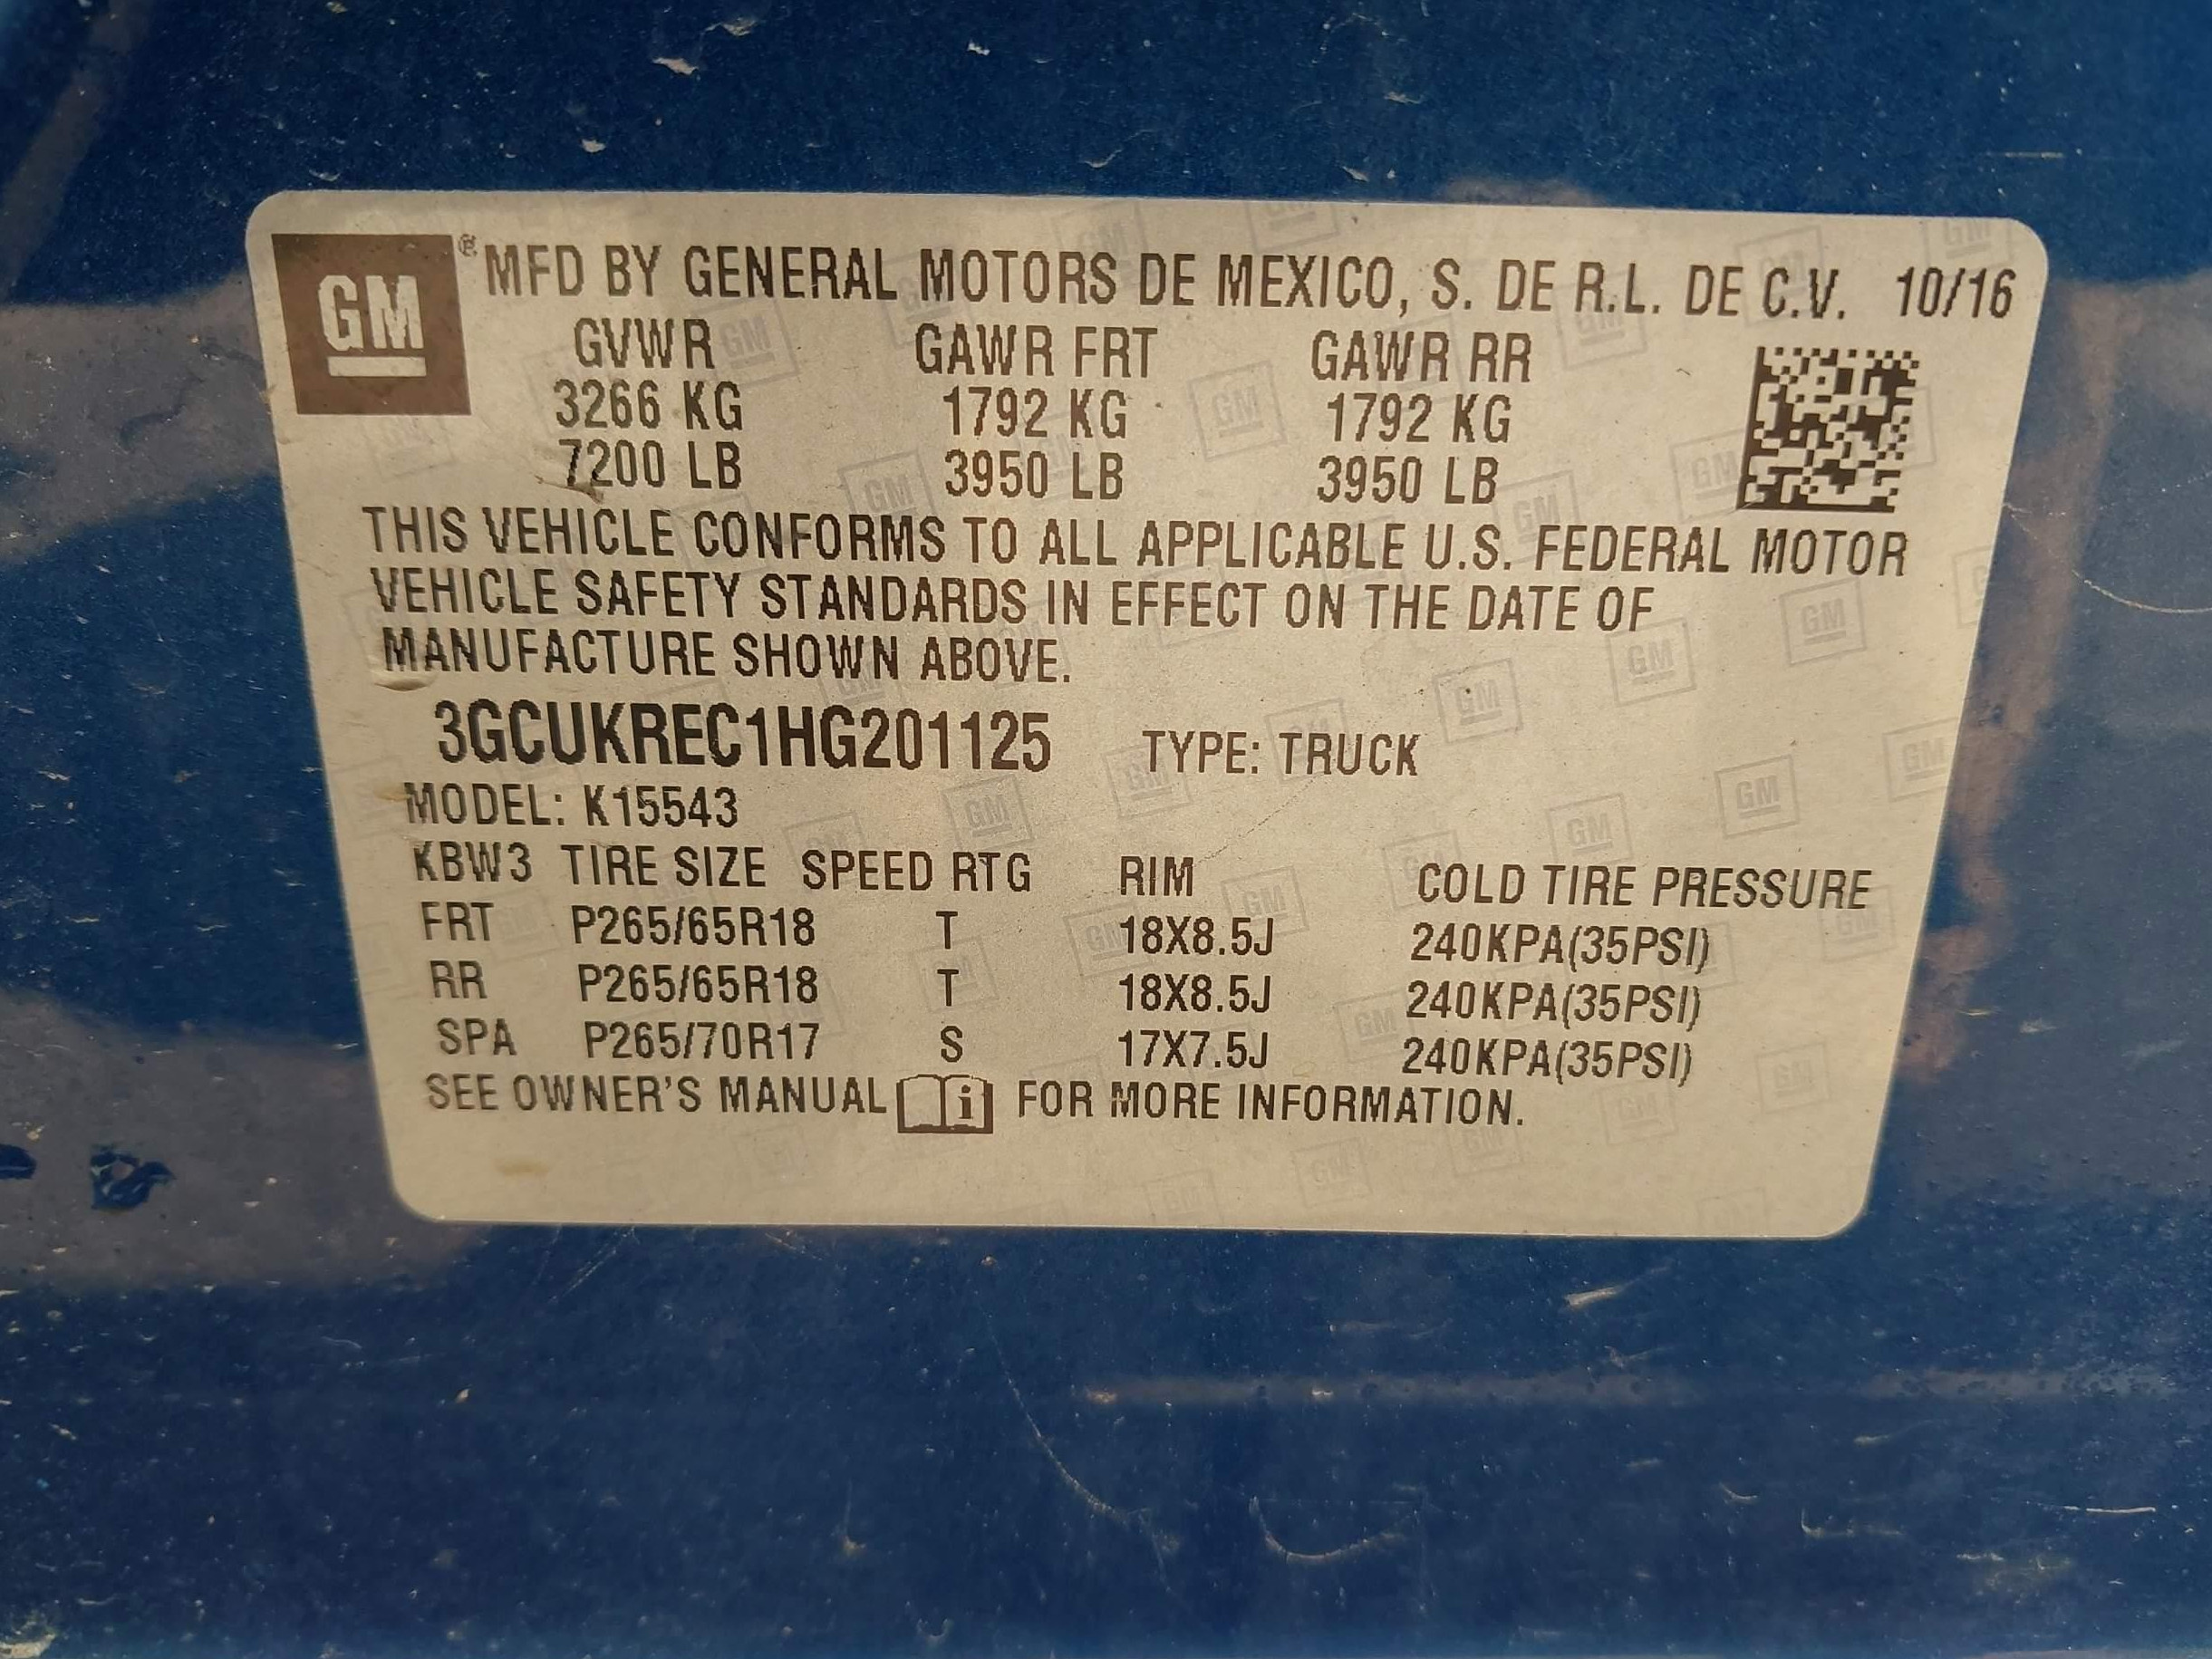 GM® MFD BY GENERAL MOTORS DE MEXICO, S. DE R.L. DE C.V. 10/16
GVWR GAWR FRT GAWR RR
3266 KG 1792 KG 1792 KG
7200 LB 3950 LB 3950 LB
THIS VEHICLE CONFORMS TO ALL APPLICABLE U.S. FEDERAL MOTOR
VEHICLE SAFETY STANDARDS IN EFFECT ON THE DATE OF
MANUFACTURE SHOWN ABOVE.
3GCUKREC1HG201125 TYPE: TRUCK
MODEL: K15543
KBW3 TIRE SIZE SPEED RTG RIM COLD TIRE PRESSURE
FRT P265/65R18 T 18X8.5J 240KPA(35PSI)
RR P265/65R18 T 18X8.5J 240KPA(35PSI)
SPA P265/70R17 S 17X7.5J 240KPA(35PSI)
SEE OWNER'S MANUAL i FOR MORE INFORMATION.